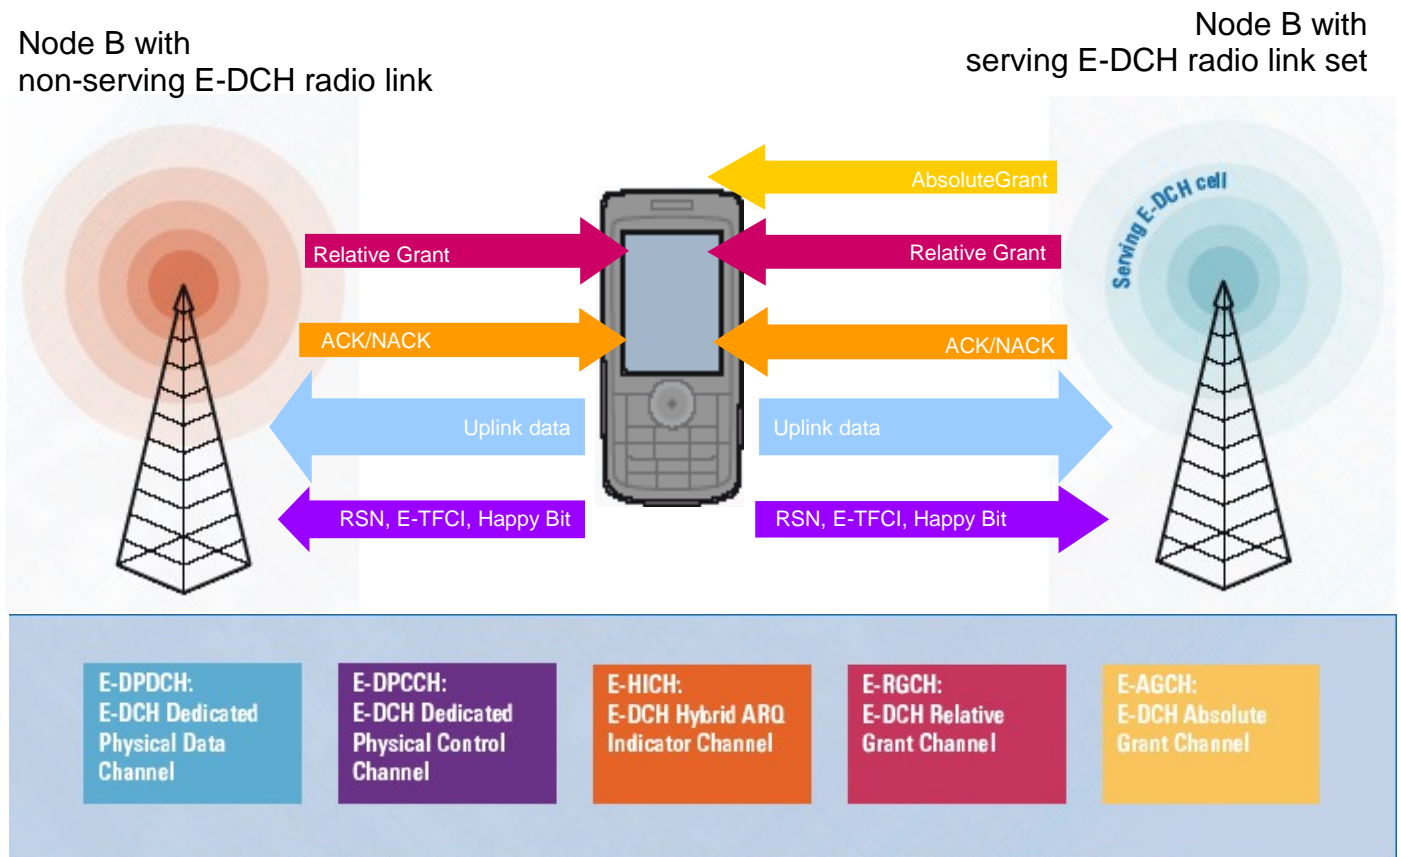 Node B with
non-serving E-DCH radio link
Node B with
serving E-DCH radio link set
AbsoluteGrant
Serving E-DCH cell
Relative Grant
Relative Grant
ACK/NACK
ACK/NACK
Uplink data
Uplink data
RSN, E-TFCI, Happy Bit
RSN, E-TFCI, Happy Bit
E-DPDCH:
E-DCH Dedicated
Physical Data
Channel
E-DPCCH:
E-DCH Dedicated
Physical Control
Channel
E-HICH:
E-DCH Hybrid ARQ
Indicator Channel
E-RGCH:
E-DCH Relative
Grant Channel
E-AGCH:
E-DCH Absolute
Grant Channel